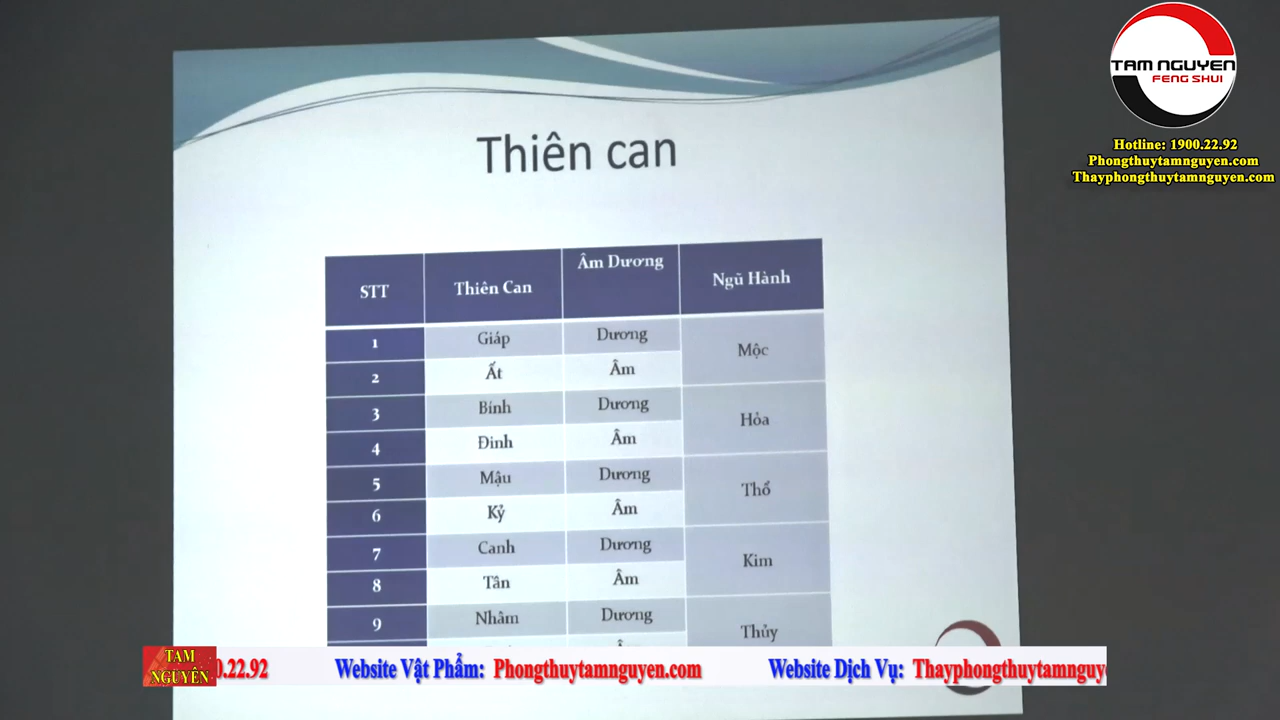 TAM NGUYEN
FENG SHUI
Hotline: 1900.22.92
Phongthuytamnguyen.com
Thayphongthuytamnguyen.com
Thiên can
STT Thiên Can Âm Dương Ngũ Hành
1 Giáp Dương Mộc
2 Ất Âm
3 Bính Dương Hỏa
4 Đinh Âm
5 Mậu Dương Thổ
6 Kỷ Âm
7 Canh Dương Kim
8 Tân Âm
9 Nhâm Dương Thủy
TAM NGUYÊN
0.22.92 Website Vật Phẩm: Phongthuytamnguyen.com Website Dịch Vụ: Thayphongthuytamnguy